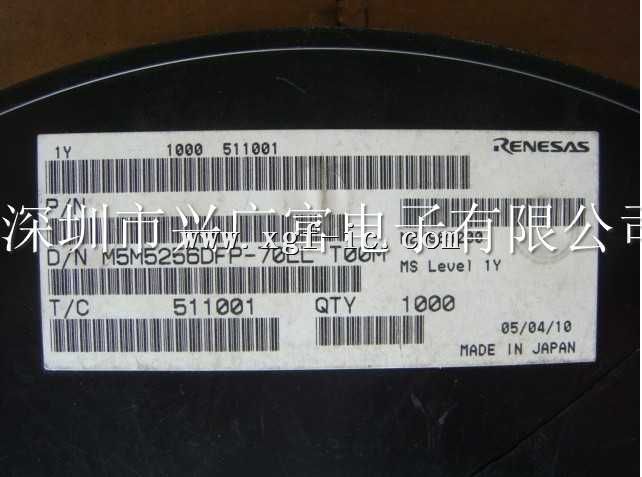 1Y 1000 511001 RENESAS
P/N
深圳市兴广富电子有限公司
www.xgf-ic.com
D/N M5M5256DFP-70LL T00M
MS Level 1Y
T/C 511001 QTY 1000
05/04/10
MADE IN JAPAN